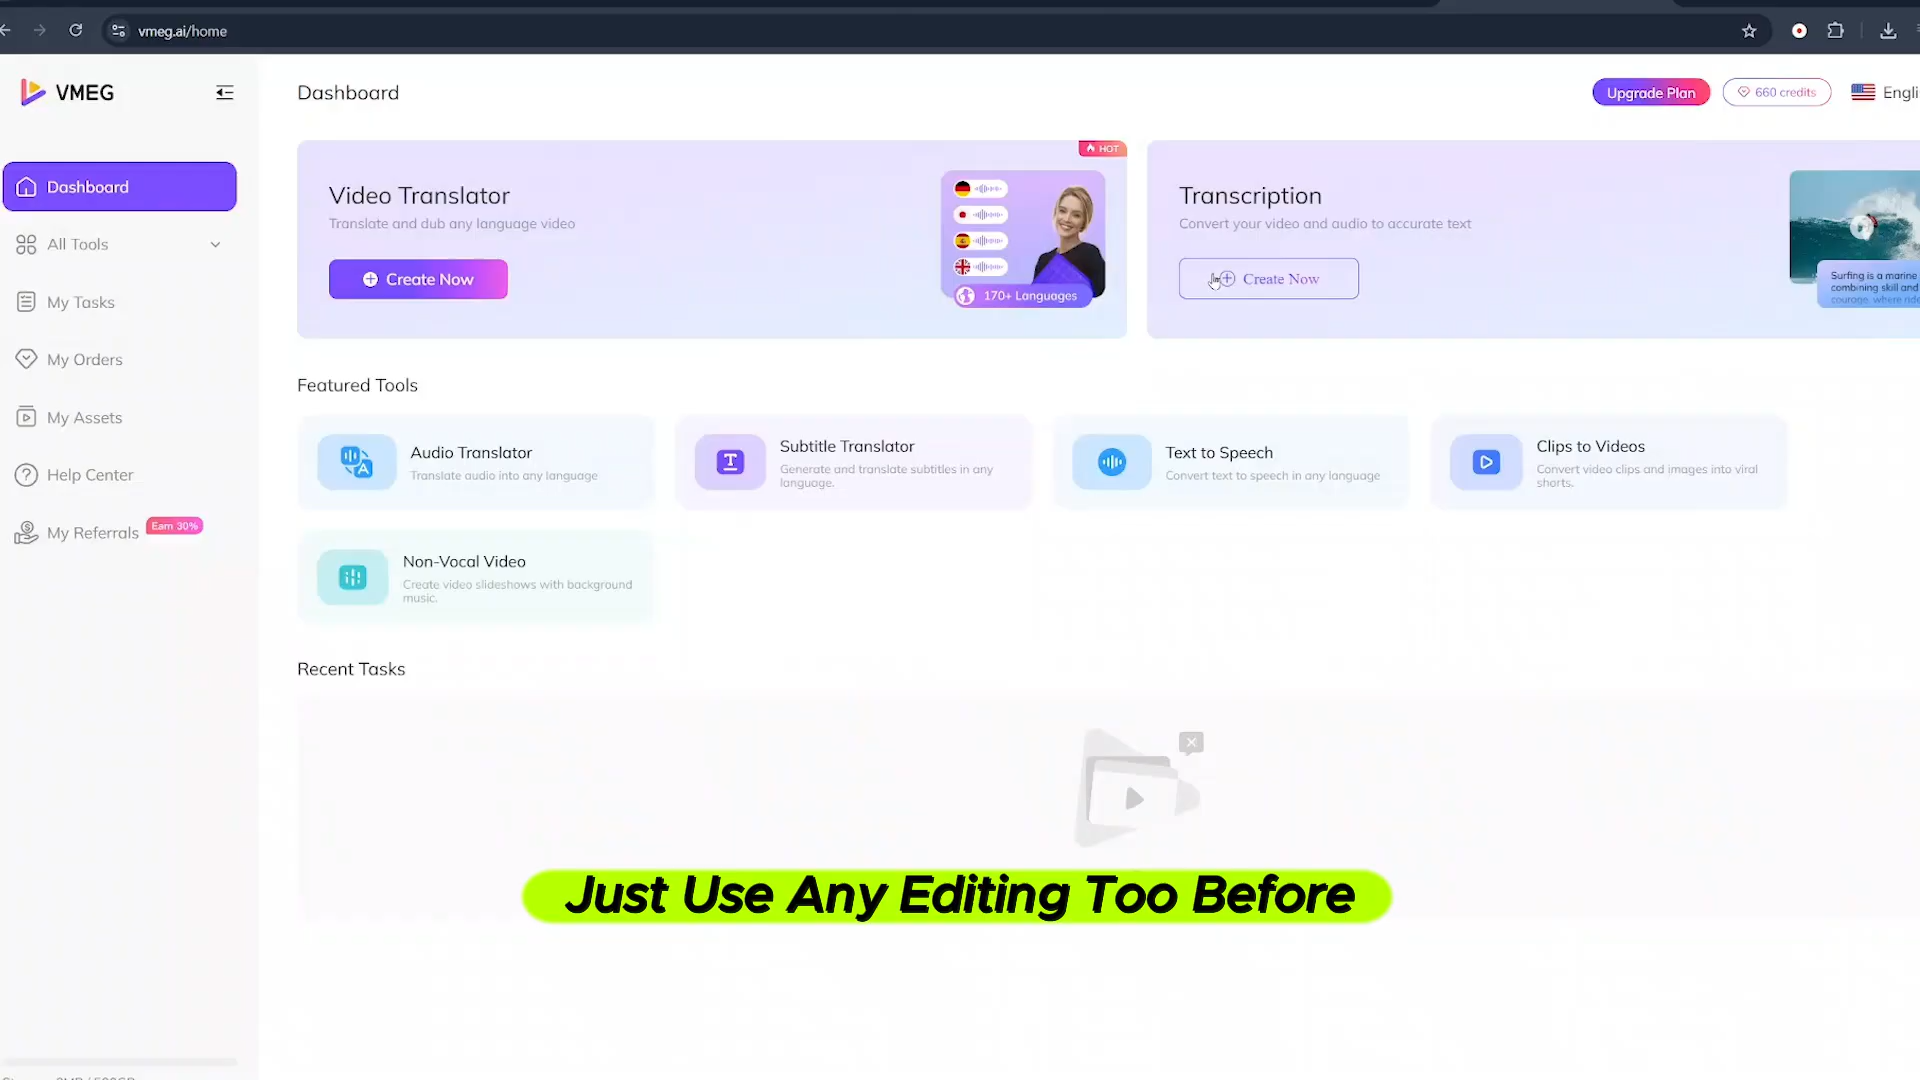 vmeg.ai/home
VMEG
Dashboard
Upgrade Plan
660 credits
Engli
Dashboard
All Tools
My Tasks
My Orders
My Assets
Help Center
My Referrals
Earn 30%
HOT
Video Translator
Translate and dub any language video
Create Now
170+ Languages
Transcription
Convert your video and audio to accurate text
Create Now
Surfing is a marine
combining skill and
courage, where ride
Featured Tools
Audio Translator
Translate audio into any language
Subtitle Translator
Generate and translate subtitles in any
language.
Text to Speech
Convert text to speech in any language
Clips to Videos
Convert video clips and images into viral
shorts.
Non-Vocal Video
Create video slideshows with background
music.
Recent Tasks
Just Use Any Editing Too Before